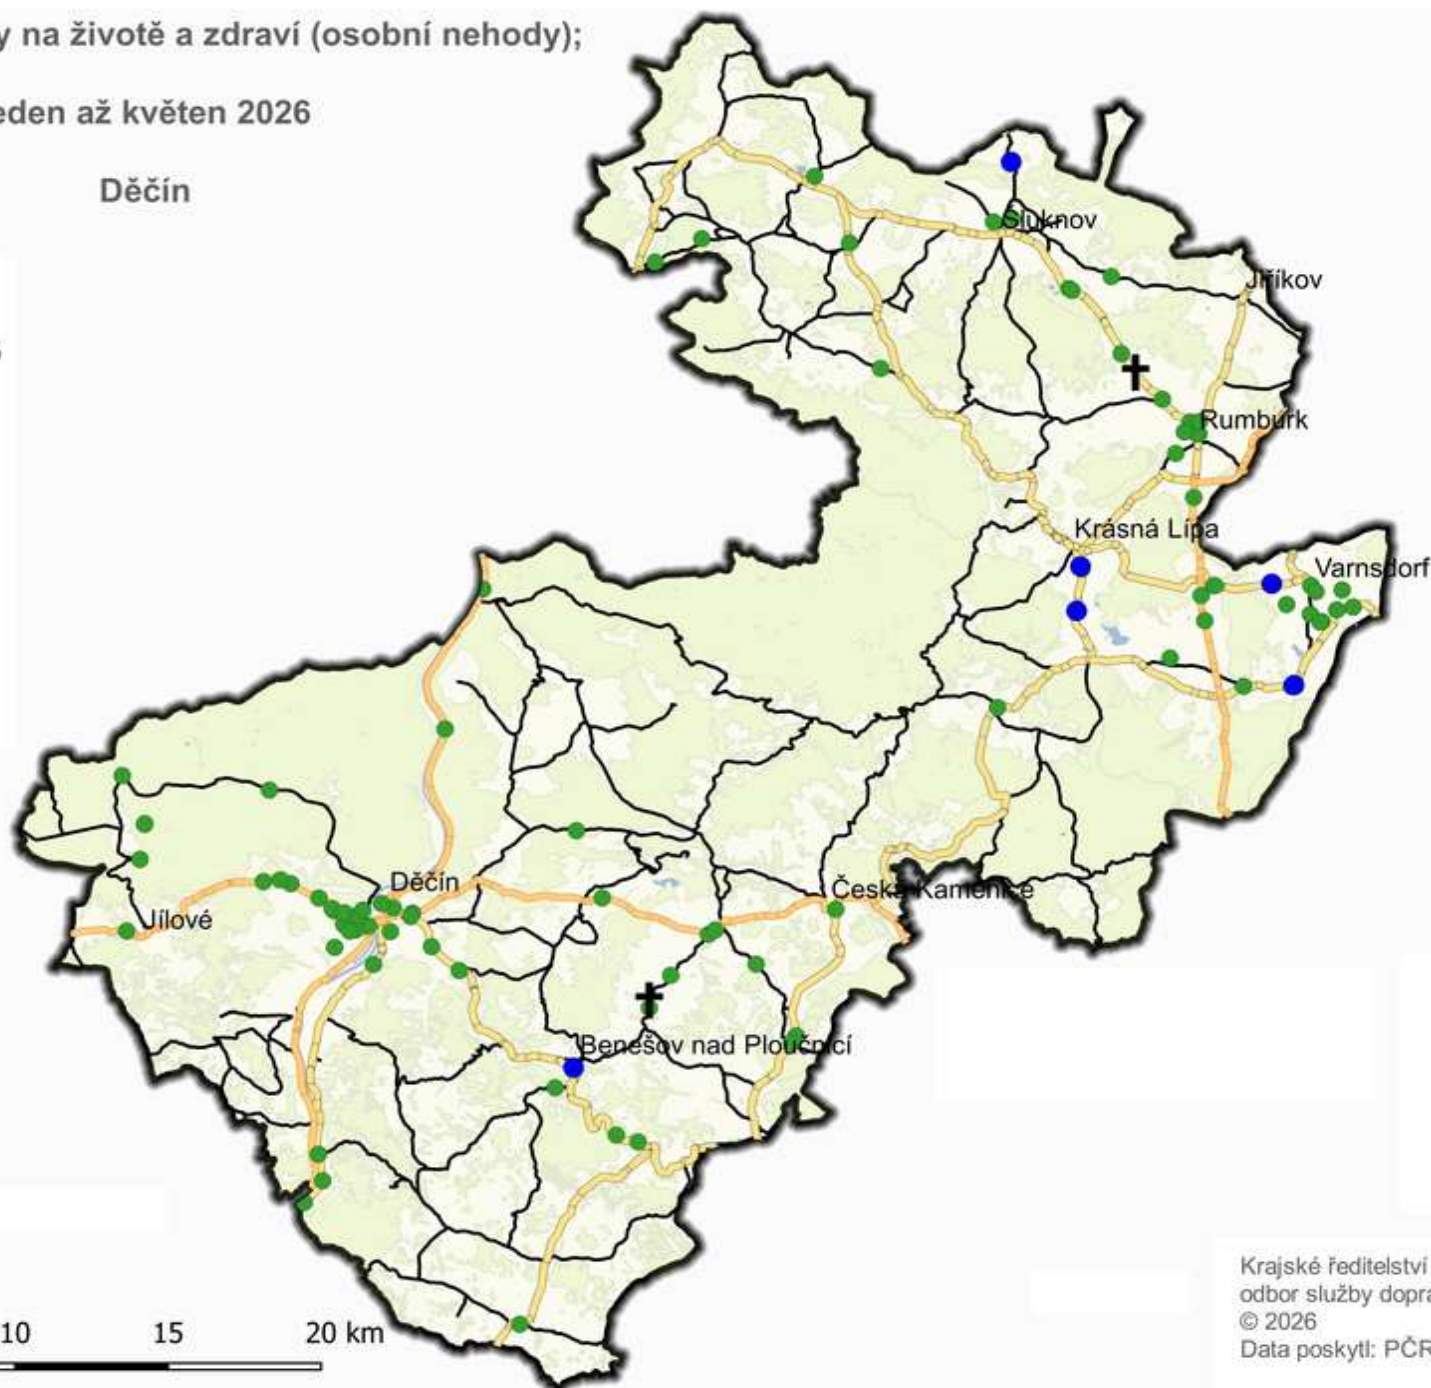 y na životě a zdraví (osobní nehody);
eden až květen 2026
Děčín
Šluknov
Jiříkov
Rumburk
Krásná Lípa
Varnsdorf
Děčín
Česká Kamenice
Jílové
Benešov nad Ploučnicí
Krajské ředitelství
odbor služby dopra
© 2026
Data poskytl: PČR
10 15 20 km